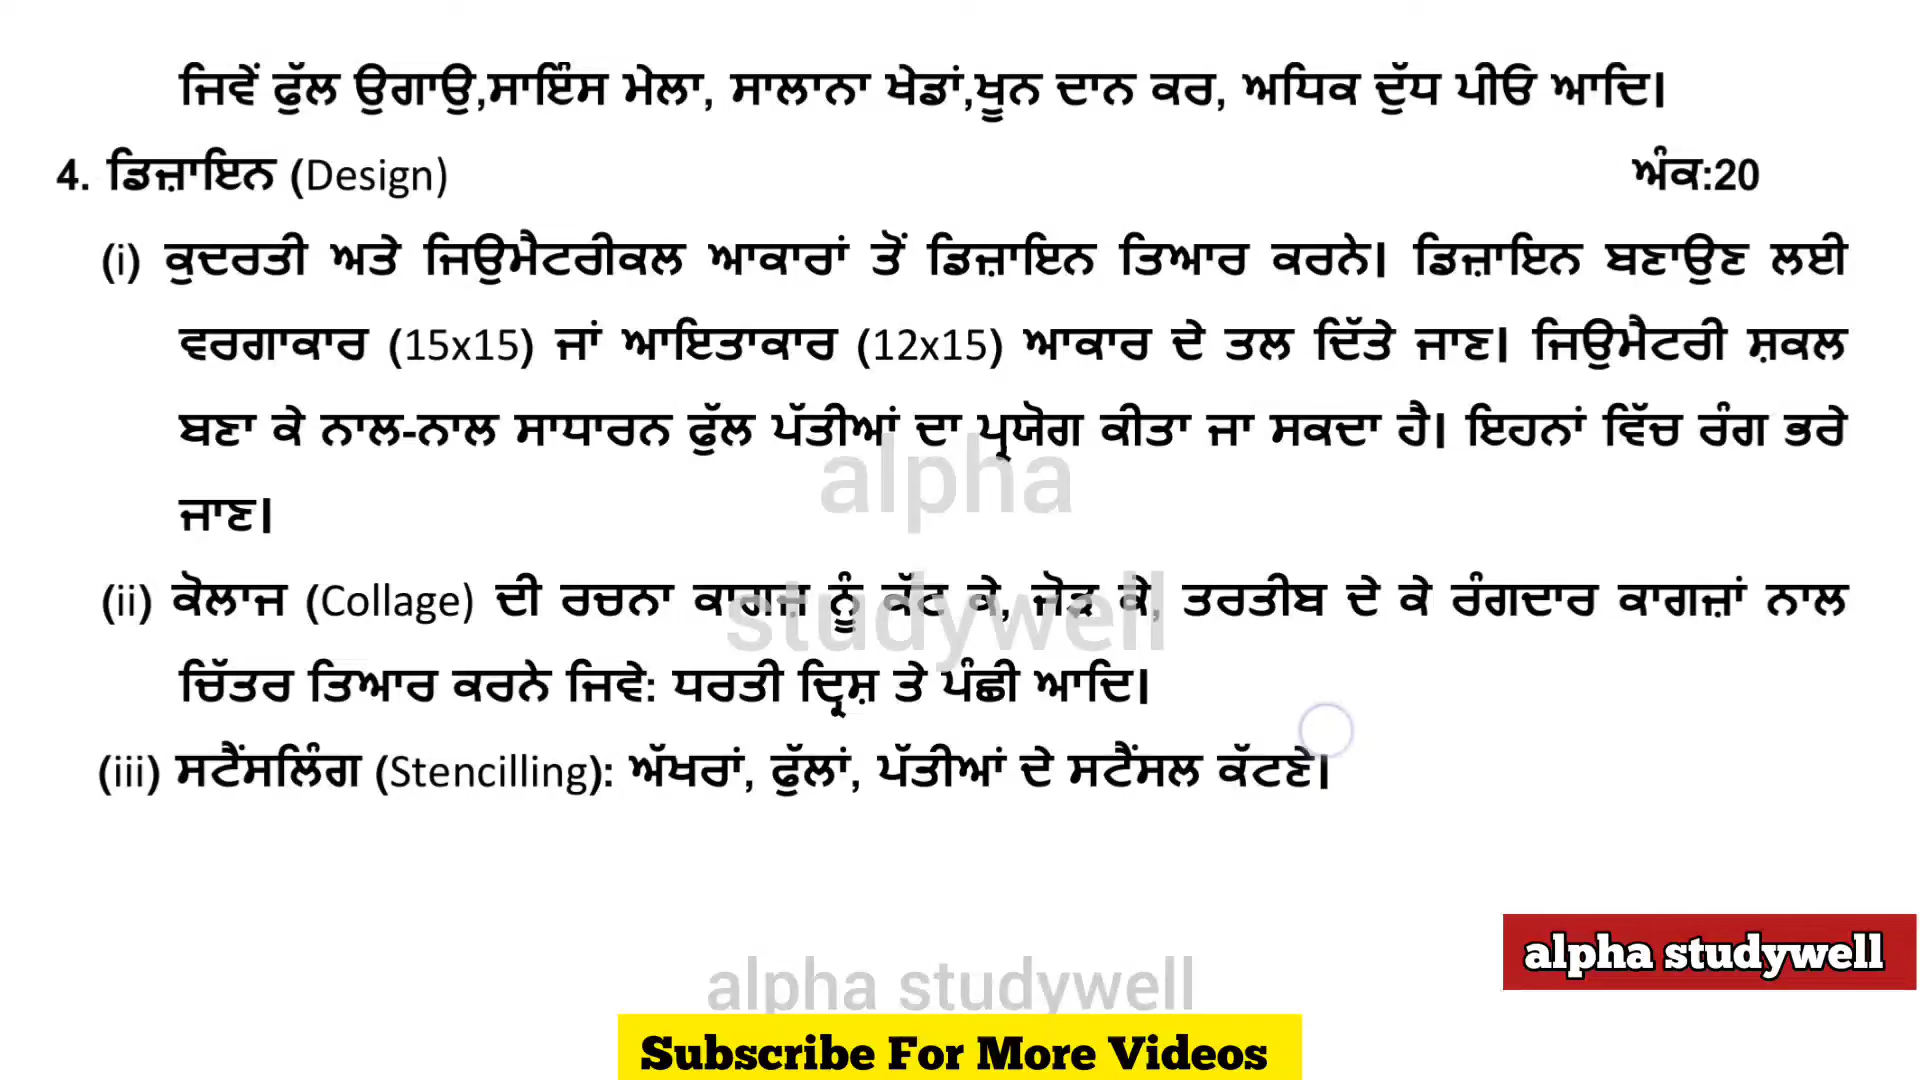 ਜਿਵੇਂ ਫੁੱਲ ਉਗਾਉ,ਸਾਇੰਸ ਮੇਲਾ, ਸਾਲਾਨਾ ਖੇਡਾਂ,ਖੂਨ ਦਾਨ ਕਰ, ਅਧਿਕ ਦੁੱਧ ਪੀਓ ਆਦਿ।
4. ਡਿਜ਼ਾਇਨ (Design) ਅੰਕ:20
(i) ਕੁਦਰਤੀ ਅਤੇ ਜਿਉਮੈਟਰੀਕਲ ਆਕਾਰਾਂ ਤੋਂ ਡਿਜ਼ਾਇਨ ਤਿਆਰ ਕਰਨੇ। ਡਿਜ਼ਾਇਨ ਬਣਾਉਣ ਲਈ
ਵਰਗਾਕਾਰ (15x15) ਜਾਂ ਆਇਤਾਕਾਰ (12x15) ਆਕਾਰ ਦੇ ਤਲ ਦਿੱਤੇ ਜਾਣ। ਜਿਉਮੈਟਰੀ ਸ਼ਕਲ
ਬਣਾ ਕੇ ਨਾਲ-ਨਾਲ ਸਾਧਾਰਨ ਫੁੱਲ ਪੱਤੀਆਂ ਦਾ ਪ੍ਰਯੋਗ ਕੀਤਾ ਜਾ ਸਕਦਾ ਹੈ। ਇਹਨਾਂ ਵਿੱਚ ਰੰਗ ਭਰੇ
alpha
ਜਾਣ।
(ii) ਕੋਲਾਜ (Collage) ਦੀ ਰਚਨਾ ਕਾਗਜ਼ ਨੂੰ ਕੱਟ ਕੇ, ਜੋੜ ਕੇ, ਤਰਤੀਬ ਦੇ ਕੇ ਰੰਗਦਾਰ ਕਾਗਜ਼ਾਂ ਨਾਲ
studywell
ਚਿੱਤਰ ਤਿਆਰ ਕਰਨੇ ਜਿਵੇ: ਧਰਤੀ ਦ੍ਰਿਸ਼ ਤੇ ਪੰਛੀ ਆਦਿ।
(iii) ਸਟੈਂਸਲਿੰਗ (Stencilling): ਅੱਖਰਾਂ, ਫੁੱਲਾਂ, ਪੱਤੀਆਂ ਦੇ ਸਟੈਂਸਲ ਕੱਟਣੇ।
alpha studywell
alpha studywell
Subscribe For More Videos